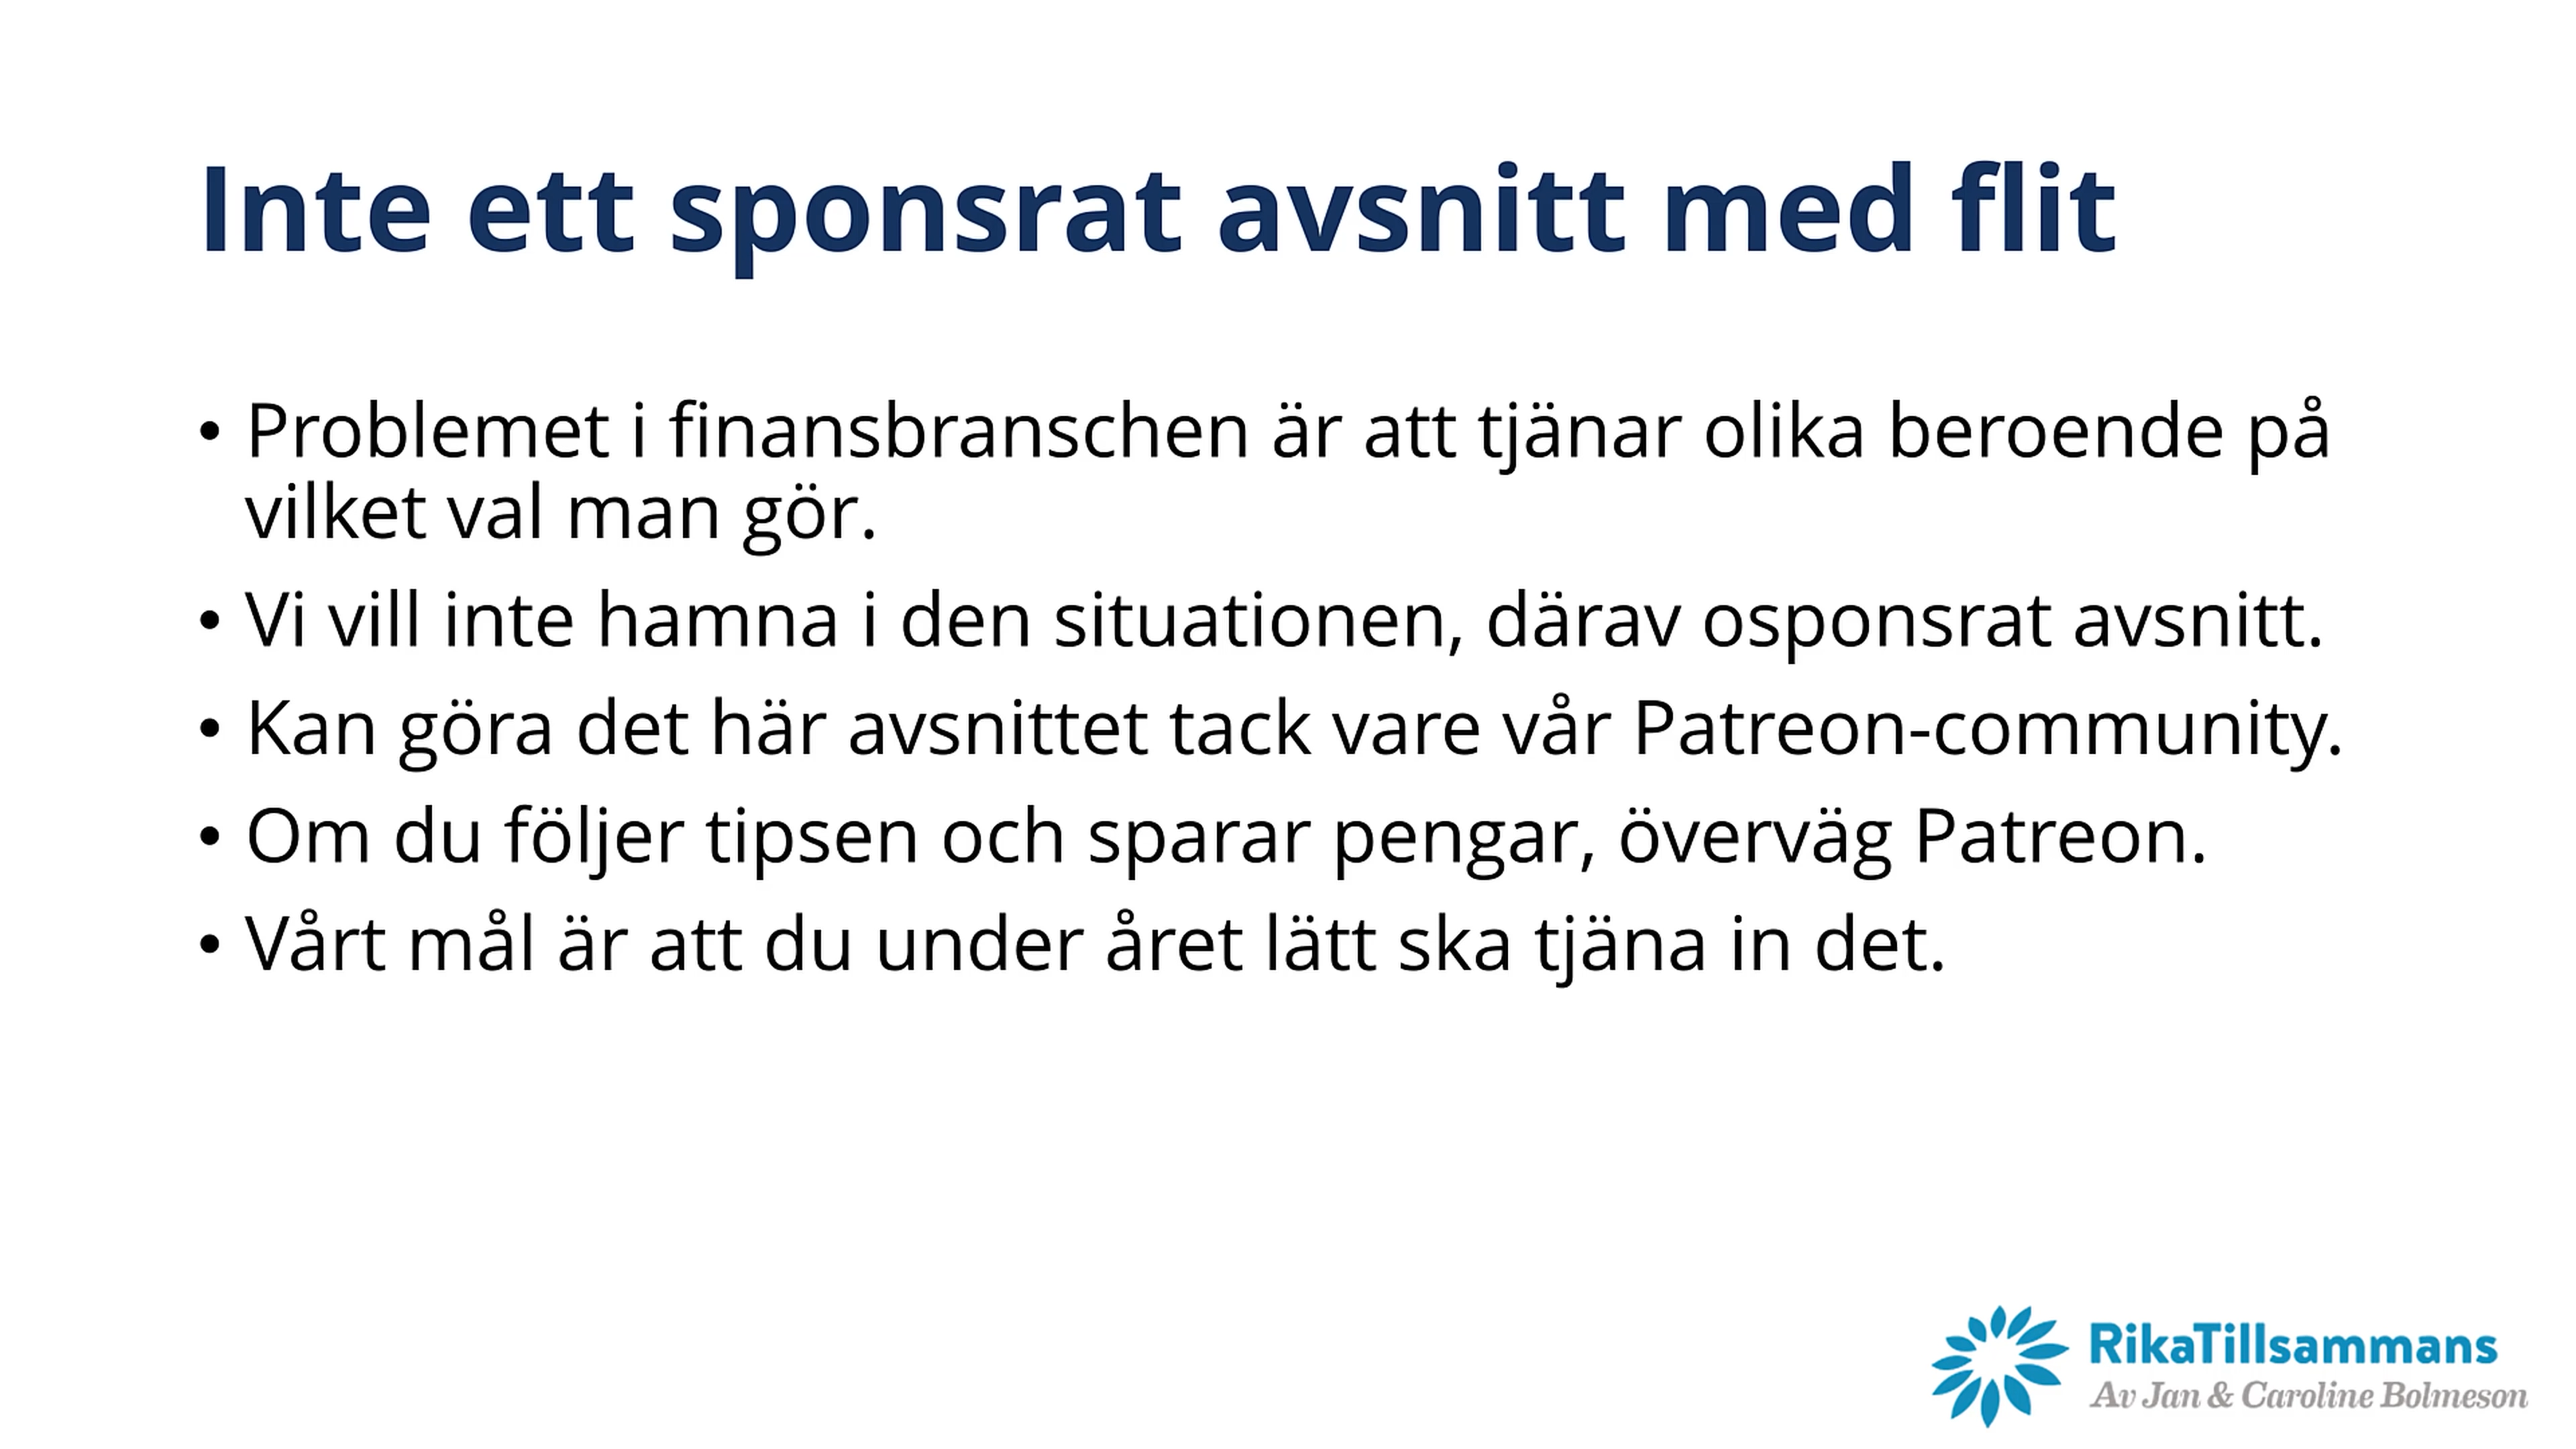 Inte ett sponsrat avsnitt med flit
• Problemet i finansbranschen är att tjänar olika beroende på
vilket val man gör.
• Vi vill inte hamna i den situationen, därav osponsrat avsnitt.
• Kan göra det här avsnittet tack vare vår Patreon-community.
• Om du följer tipsen och sparar pengar, överväg Patreon.
• Vårt mål är att du under året lätt ska tjäna in det.
RikaTillsammans
Av Jan & Caroline Bolmeson